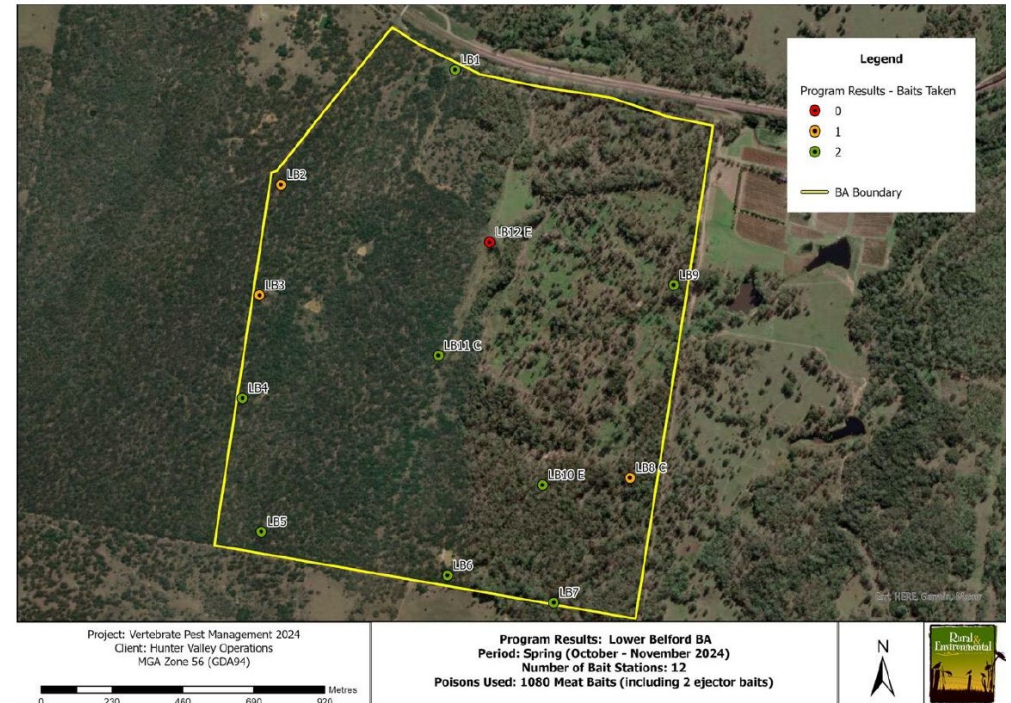 LB1
LB2
LB12 E
LB9
LB3
LB11 C
LB4
LB8 C
LB10 E
LB5
LB6
LB7
Legend
Program Results - Baits Taken
0
1
2
BA Boundary
Project: Vertebrate Pest Management 2024
Client: Hunter Valley Operations
MGA Zone 56 (GDA94)
Metres
0 230 460 690 920
Program Results: Lower Belford BA
Period: Spring (October - November 2024)
Number of Bait Stations: 12
Poisons Used: 1080 Meat Baits (including 2 ejector baits)
N
Rural &
Environmental